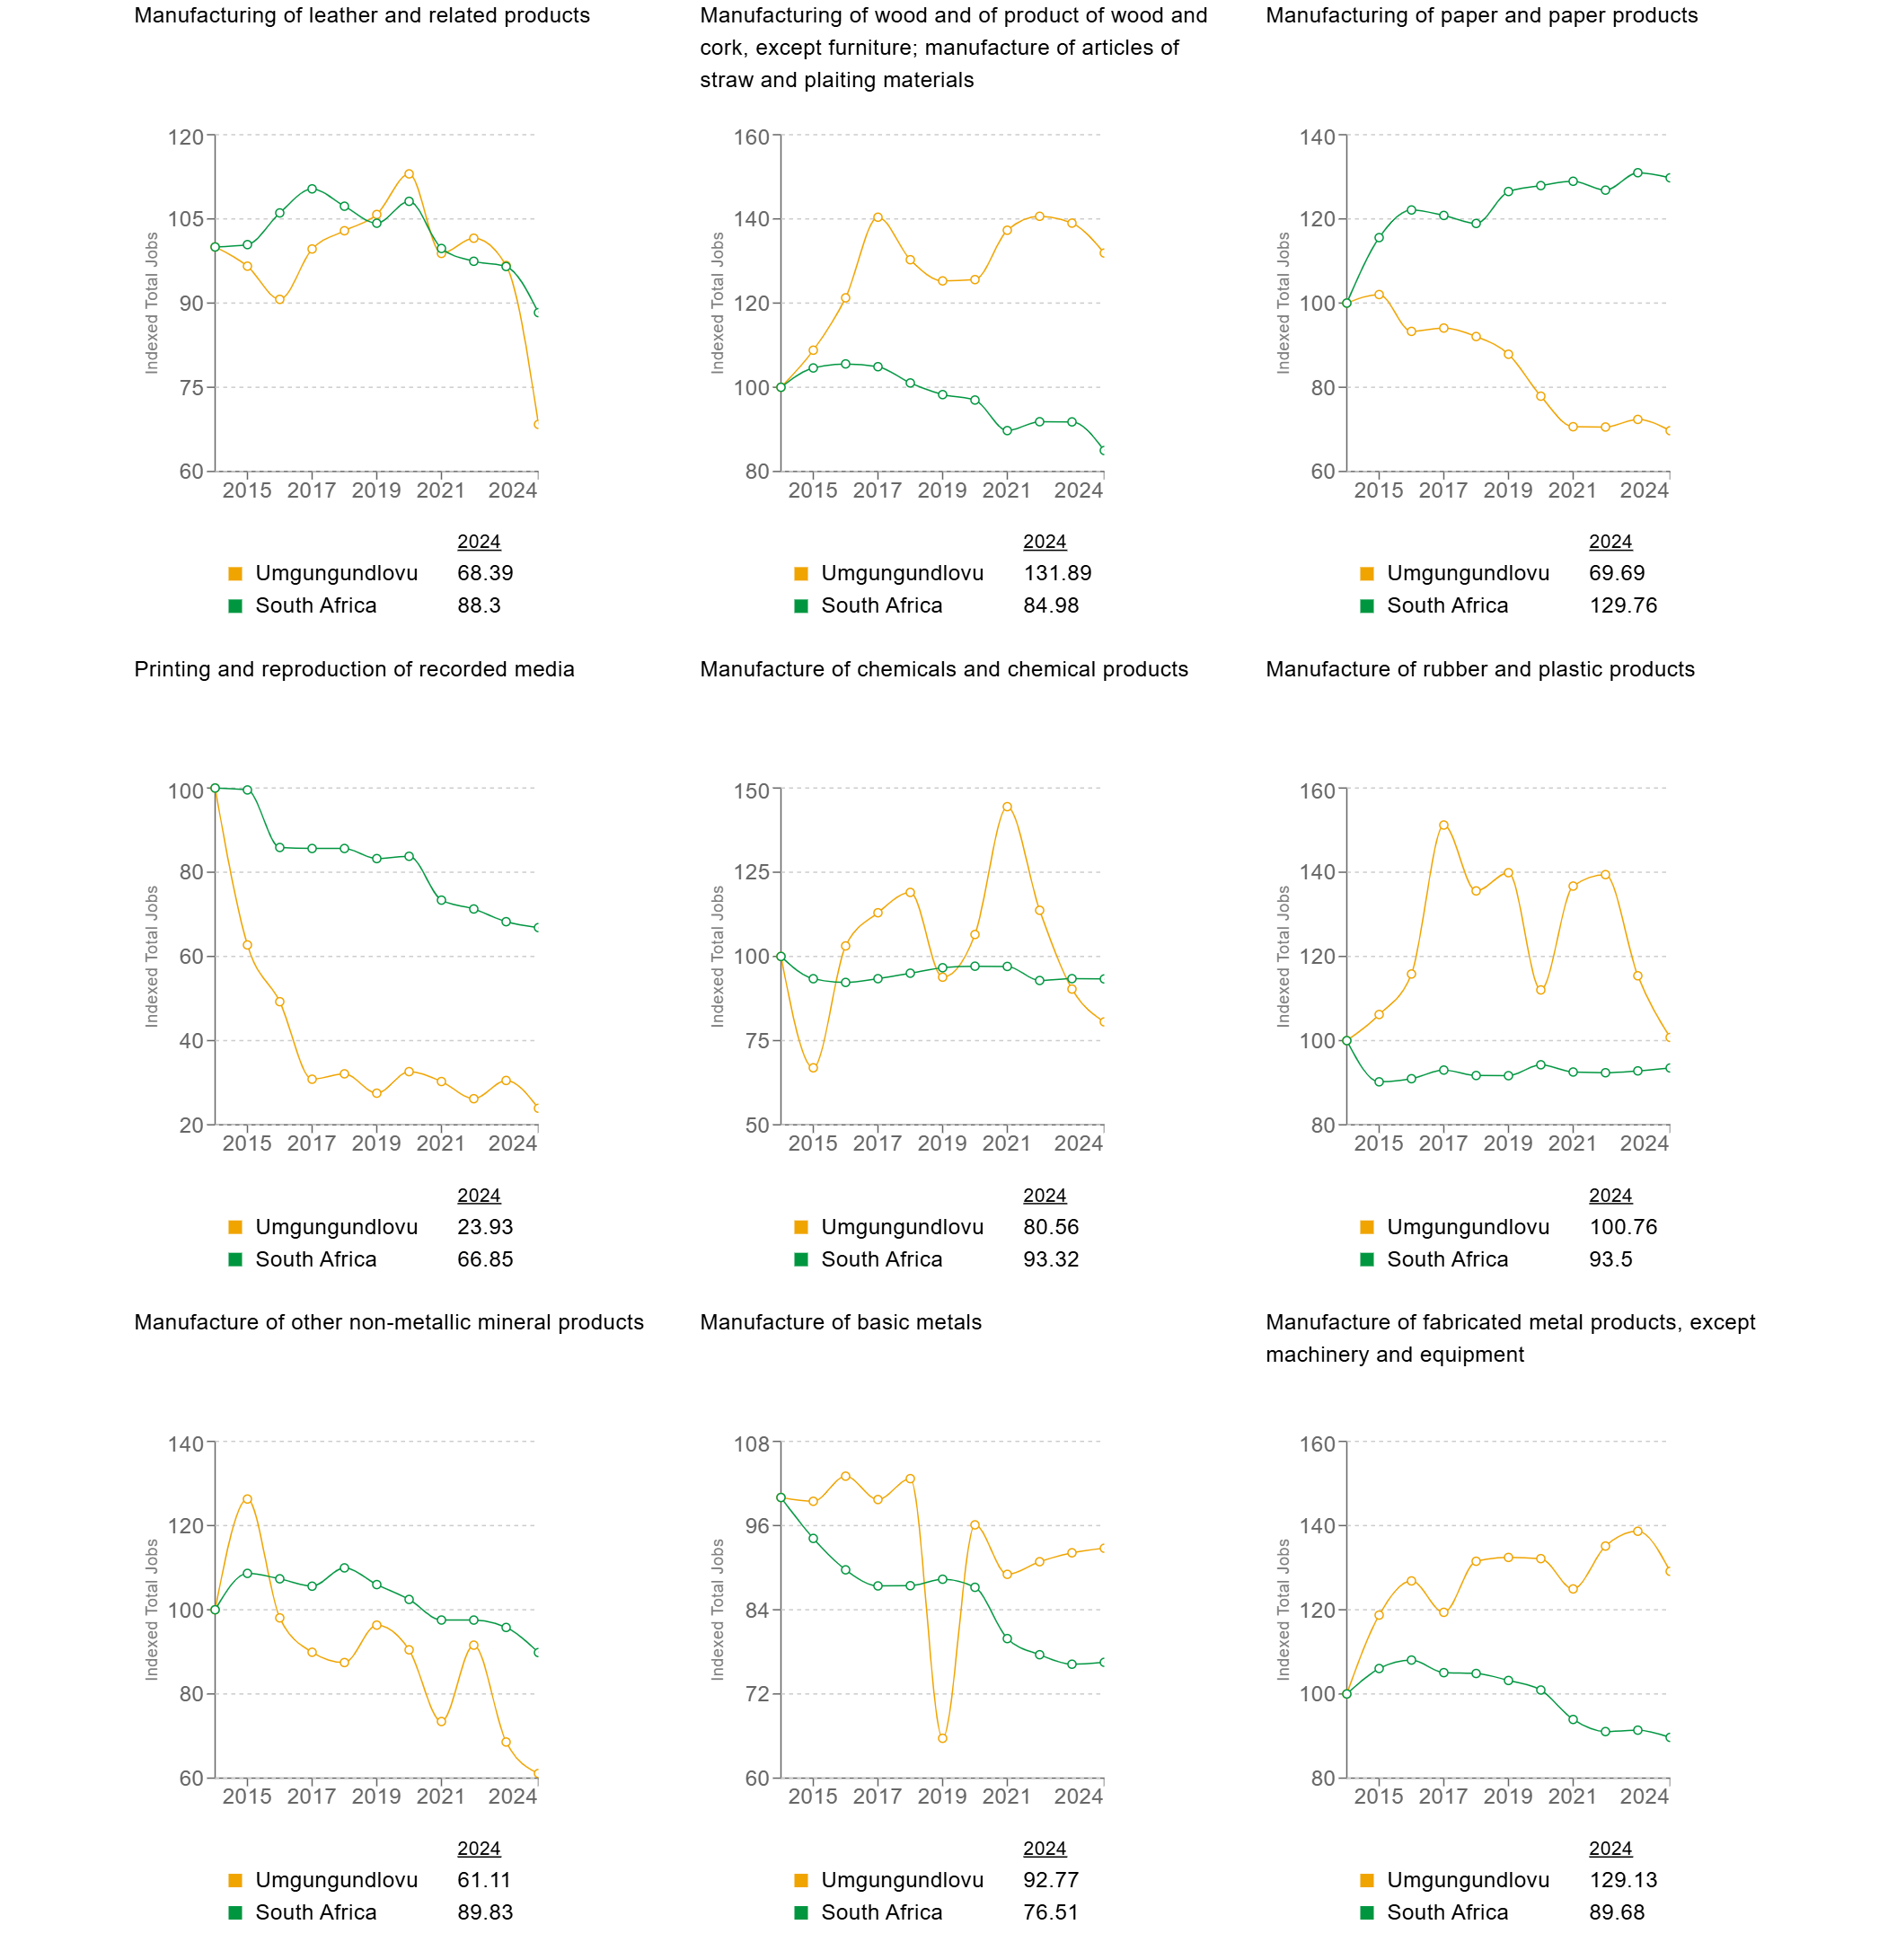 Manufacturing of leather and related products
120
105
90
75
60
Indexed Total Jobs
2015 2017 2019 2021 2024
2024
Umgungundlovu 68.39
South Africa 88.3
Manufacturing of wood and of product of wood and
cork, except furniture; manufacture of articles of
straw and plaiting materials
160
140
120
100
80
Indexed Total Jobs
2015 2017 2019 2021 2024
2024
Umgungundlovu 131.89
South Africa 84.98
Manufacturing of paper and paper products
140
120
100
80
60
Indexed Total Jobs
2015 2017 2019 2021 2024
2024
Umgungundlovu 69.69
South Africa 129.76
Printing and reproduction of recorded media
100
80
60
40
20
Indexed Total Jobs
2015 2017 2019 2021 2024
2024
Umgungundlovu 23.93
South Africa 66.85
Manufacture of chemicals and chemical products
150
125
100
75
50
Indexed Total Jobs
2015 2017 2019 2021 2024
2024
Umgungundlovu 80.56
South Africa 93.32
Manufacture of rubber and plastic products
160
140
120
100
80
Indexed Total Jobs
2015 2017 2019 2021 2024
2024
Umgungundlovu 100.76
South Africa 93.5
Manufacture of other non-metallic mineral products
140
120
100
80
60
Indexed Total Jobs
2015 2017 2019 2021 2024
2024
Umgungundlovu 61.11
South Africa 89.83
Manufacture of basic metals
108
96
84
72
60
Indexed Total Jobs
2015 2017 2019 2021 2024
2024
Umgungundlovu 92.77
South Africa 76.51
Manufacture of fabricated metal products, except
machinery and equipment
160
140
120
100
80
Indexed Total Jobs
2015 2017 2019 2021 2024
2024
Umgungundlovu 129.13
South Africa 89.68